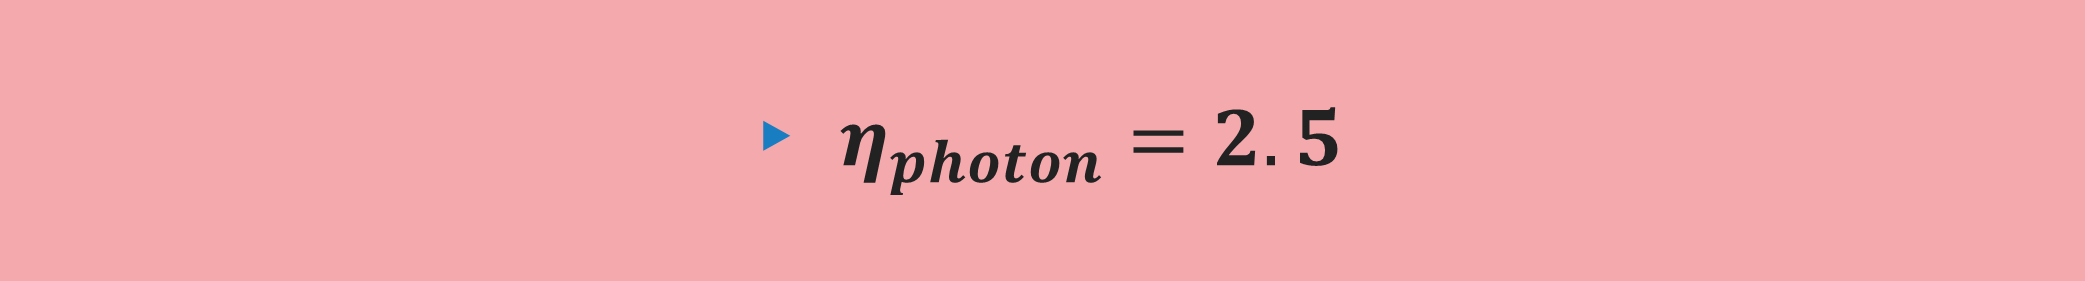 ▶ η_photon = 2.5